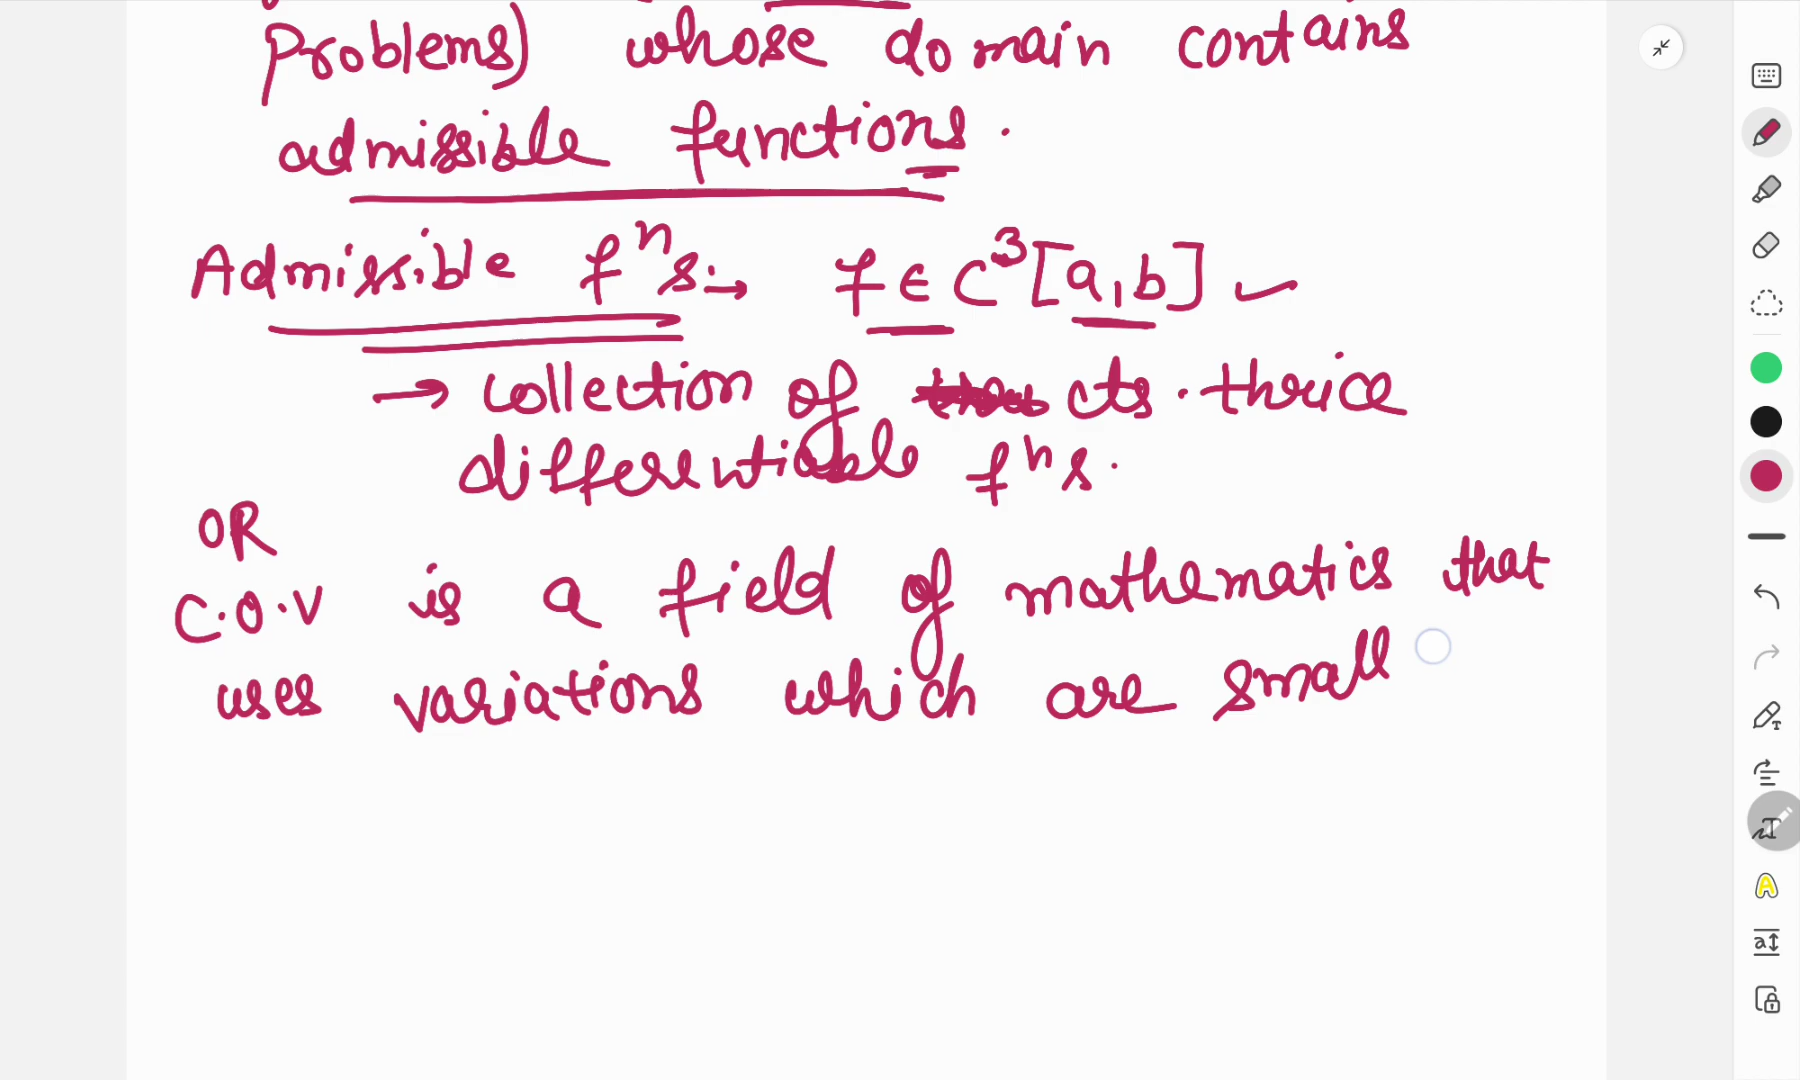 Problems) whose domain contains
admissible functions.
Admissible fⁿs. → f ∈ C³[a,b]
→ collection of cts. thrice
differentiable fⁿs.
OR
C.O.V is a field of mathematics that
uses variations which are small